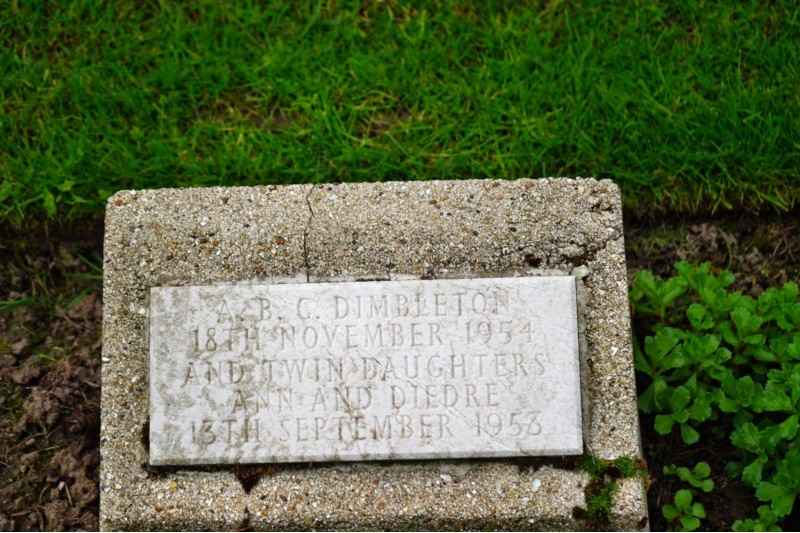 A. B. C. DIMBLETON
18TH NOVEMBER 1954
AND TWIN DAUGHTERS
ANN AND DIEDRE
13TH SEPTEMBER 1953